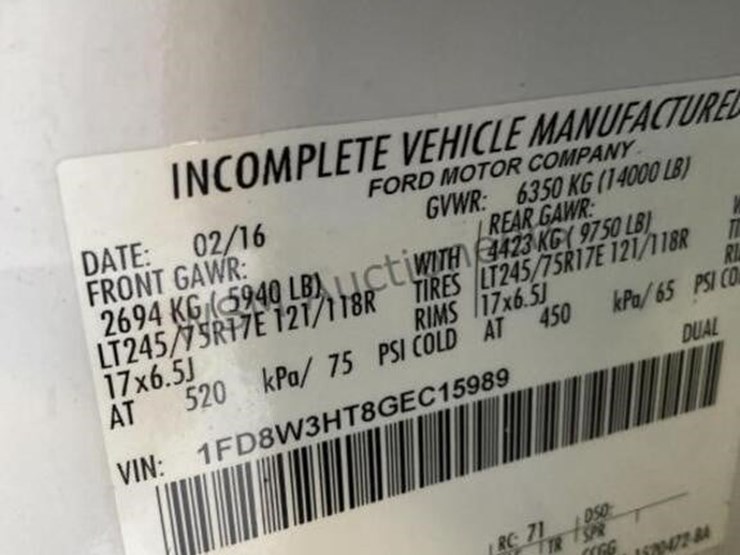 INCOMPLETE VEHICLE MANUFACTURED
FORD MOTOR COMPANY
DATE: 02/16 GVWR: 6350 KG (14000 LB)
FRONT GAWR: REAR GAWR:
2694 KG (5940 LB) WITH 4423 KG (9750 LB)
LT245/75R17E 121/118R TIRES LT245/75R17E 121/118R
17x6.5J RIMS 17x6.5J
AT 520 kPa/ 75 PSI COLD AT 450 kPa/ 65 PSI CO
DUAL
VIN: 1FD8W3HT8GEC15989
RC: 71 DSO:
TR SPR